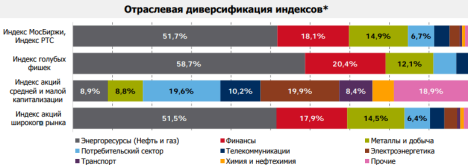 Отраслевая диверсификация индексов*
Индекс МосБиржи,
Индекс РТС
51,7% 18,1% 14,9% 6,7%
Индекс голубых
фишек
58,7% 20,4% 12,1%
Индекс акций
средней и малой
капитализации
8,9% 8,8% 19,6% 10,2% 19,9% 8,4% 18,9%
Индекс акций
широкого рынка
51,5% 17,9% 14,5% 6,4%
Энергоресурсы (Нефть и газ) Финансы Металлы и добыча
Потребительский сектор Телекоммуникации Электроэнергетика
Транспорт Химия и нефтехимия Прочие